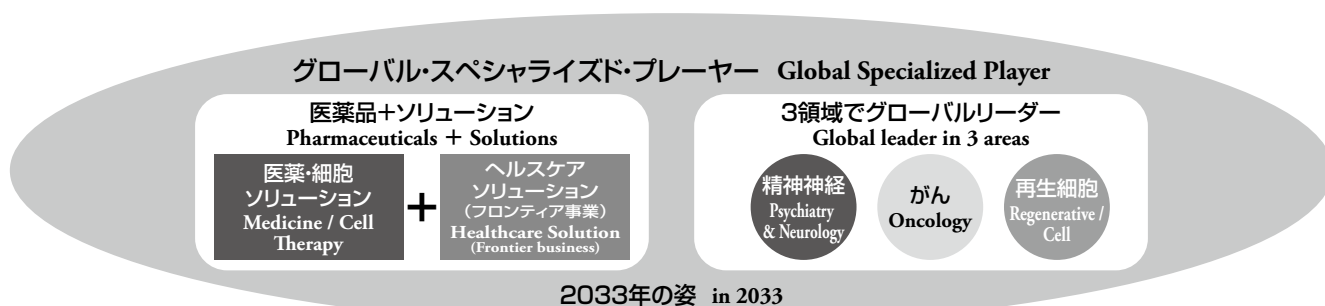 グローバル・スペシャライズド・プレーヤー Global Specialized Player
医薬品+ソリューション
Pharmaceuticals + Solutions
医薬・細胞
ソリューション
Medicine / Cell
Therapy
+
ヘルスケア
ソリューション
（フロンティア事業）
Healthcare Solution
(Frontier business)
3領域でグローバルリーダー
Global leader in 3 areas
精神神経
Psychiatry
& Neurology
がん
Oncology
再生細胞
Regenerative /
Cell
2033年の姿 in 2033